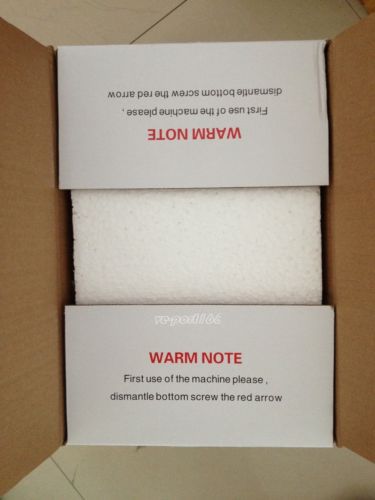 WARM NOTE
First use of the machine please ,
dismantle bottom screw the red arrow
WARM NOTE
First use of the machine please ,
dismantle bottom screw the red arrow